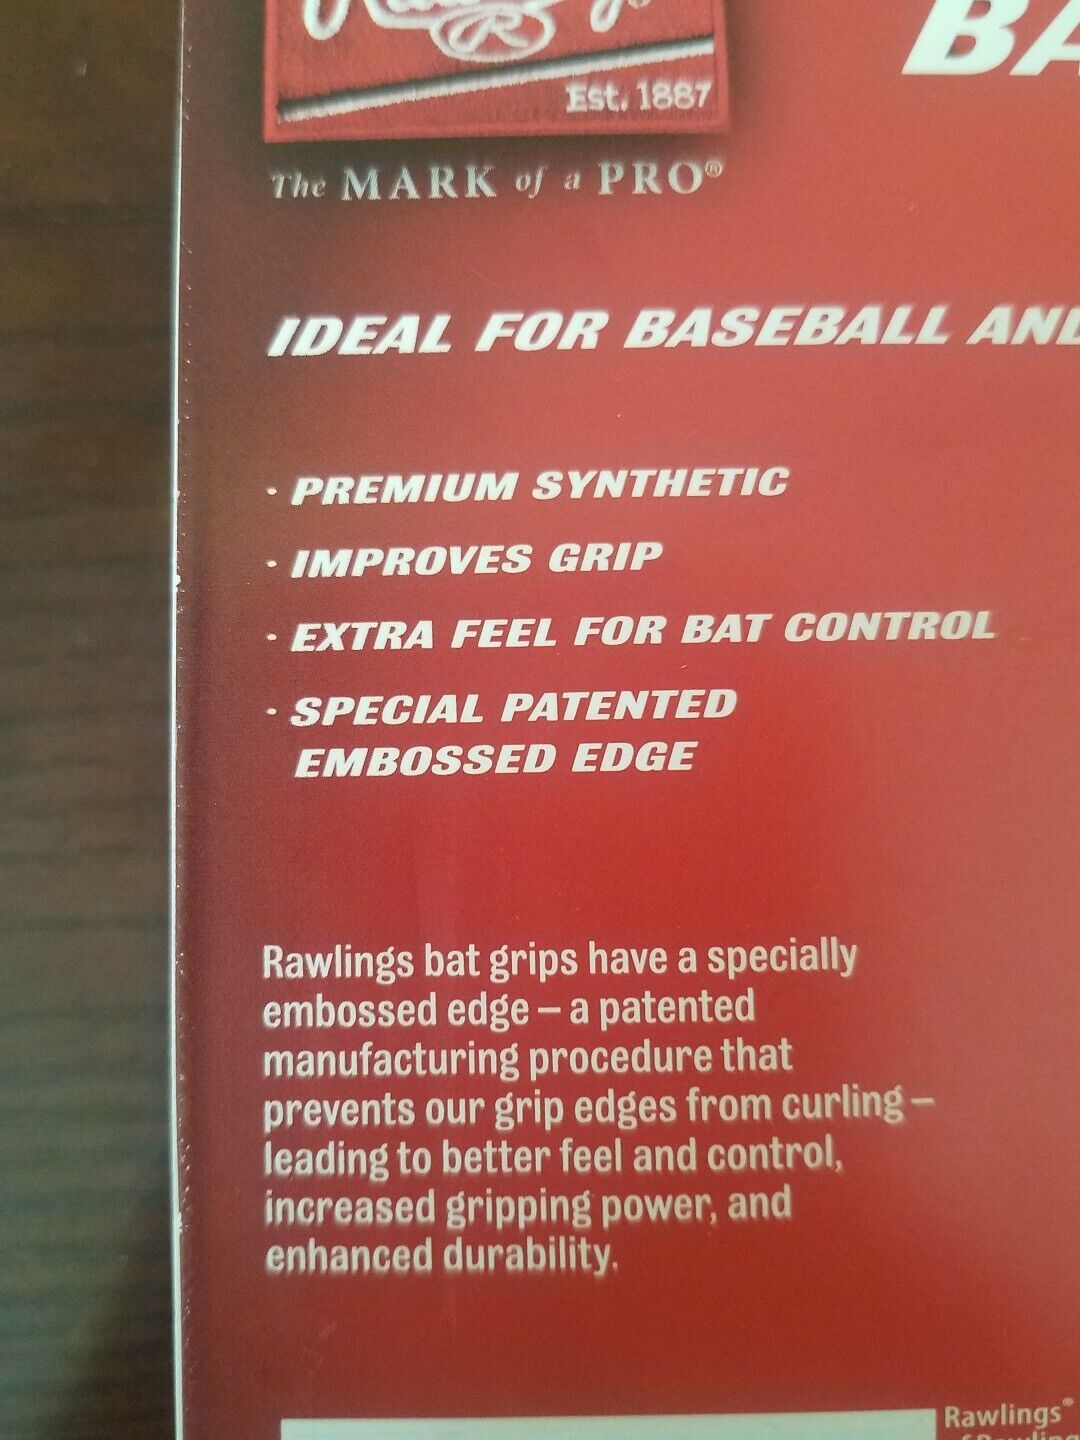 Est. 1887
The MARK of a PRO®
IDEAL FOR BASEBALL AND
· PREMIUM SYNTHETIC
· IMPROVES GRIP
· EXTRA FEEL FOR BAT CONTROL
· SPECIAL PATENTED
EMBOSSED EDGE
Rawlings bat grips have a specially
embossed edge – a patented
manufacturing procedure that
prevents our grip edges from curling –
leading to better feel and control,
increased gripping power, and
enhanced durability.
Rawlings®